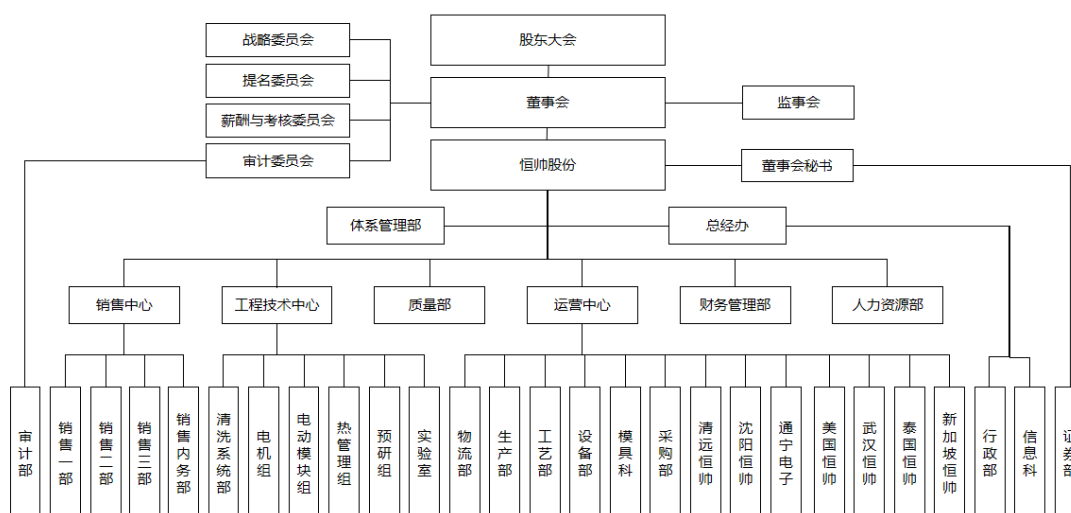 战略委员会
股东大会
提名委员会
董事会
监事会
薪酬与考核委员会
审计委员会
恒帅股份
董事会秘书
体系管理部
总经办
销售中心
工程技术中心
质量部
运营中心
财务管理部
人力资源部
审计部
销售一部
销售二部
销售三部
销售内务部
清洗系统部
电机组
电动模块组
热管理组
预研组
实验室
物流部
生产部
工艺部
设备部
模具科
采购部
清远恒帅
沈阳恒帅
通宁电子
美国恒帅
武汉恒帅
泰国恒帅
新加坡恒帅
行政部
信息科
证券部